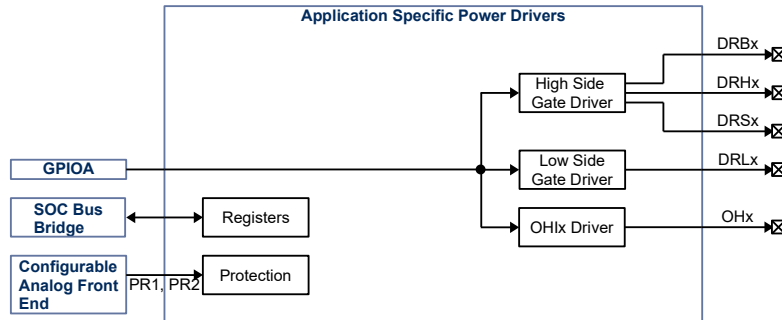 Application Specific Power Drivers
DRBx
High Side
Gate Driver
DRHx
DRSx
GPIOA
Low Side
Gate Driver
DRLx
SOC Bus
Bridge
Registers
OHIx Driver
OHx
Configurable
Analog Front
End
PR1, PR2
Protection